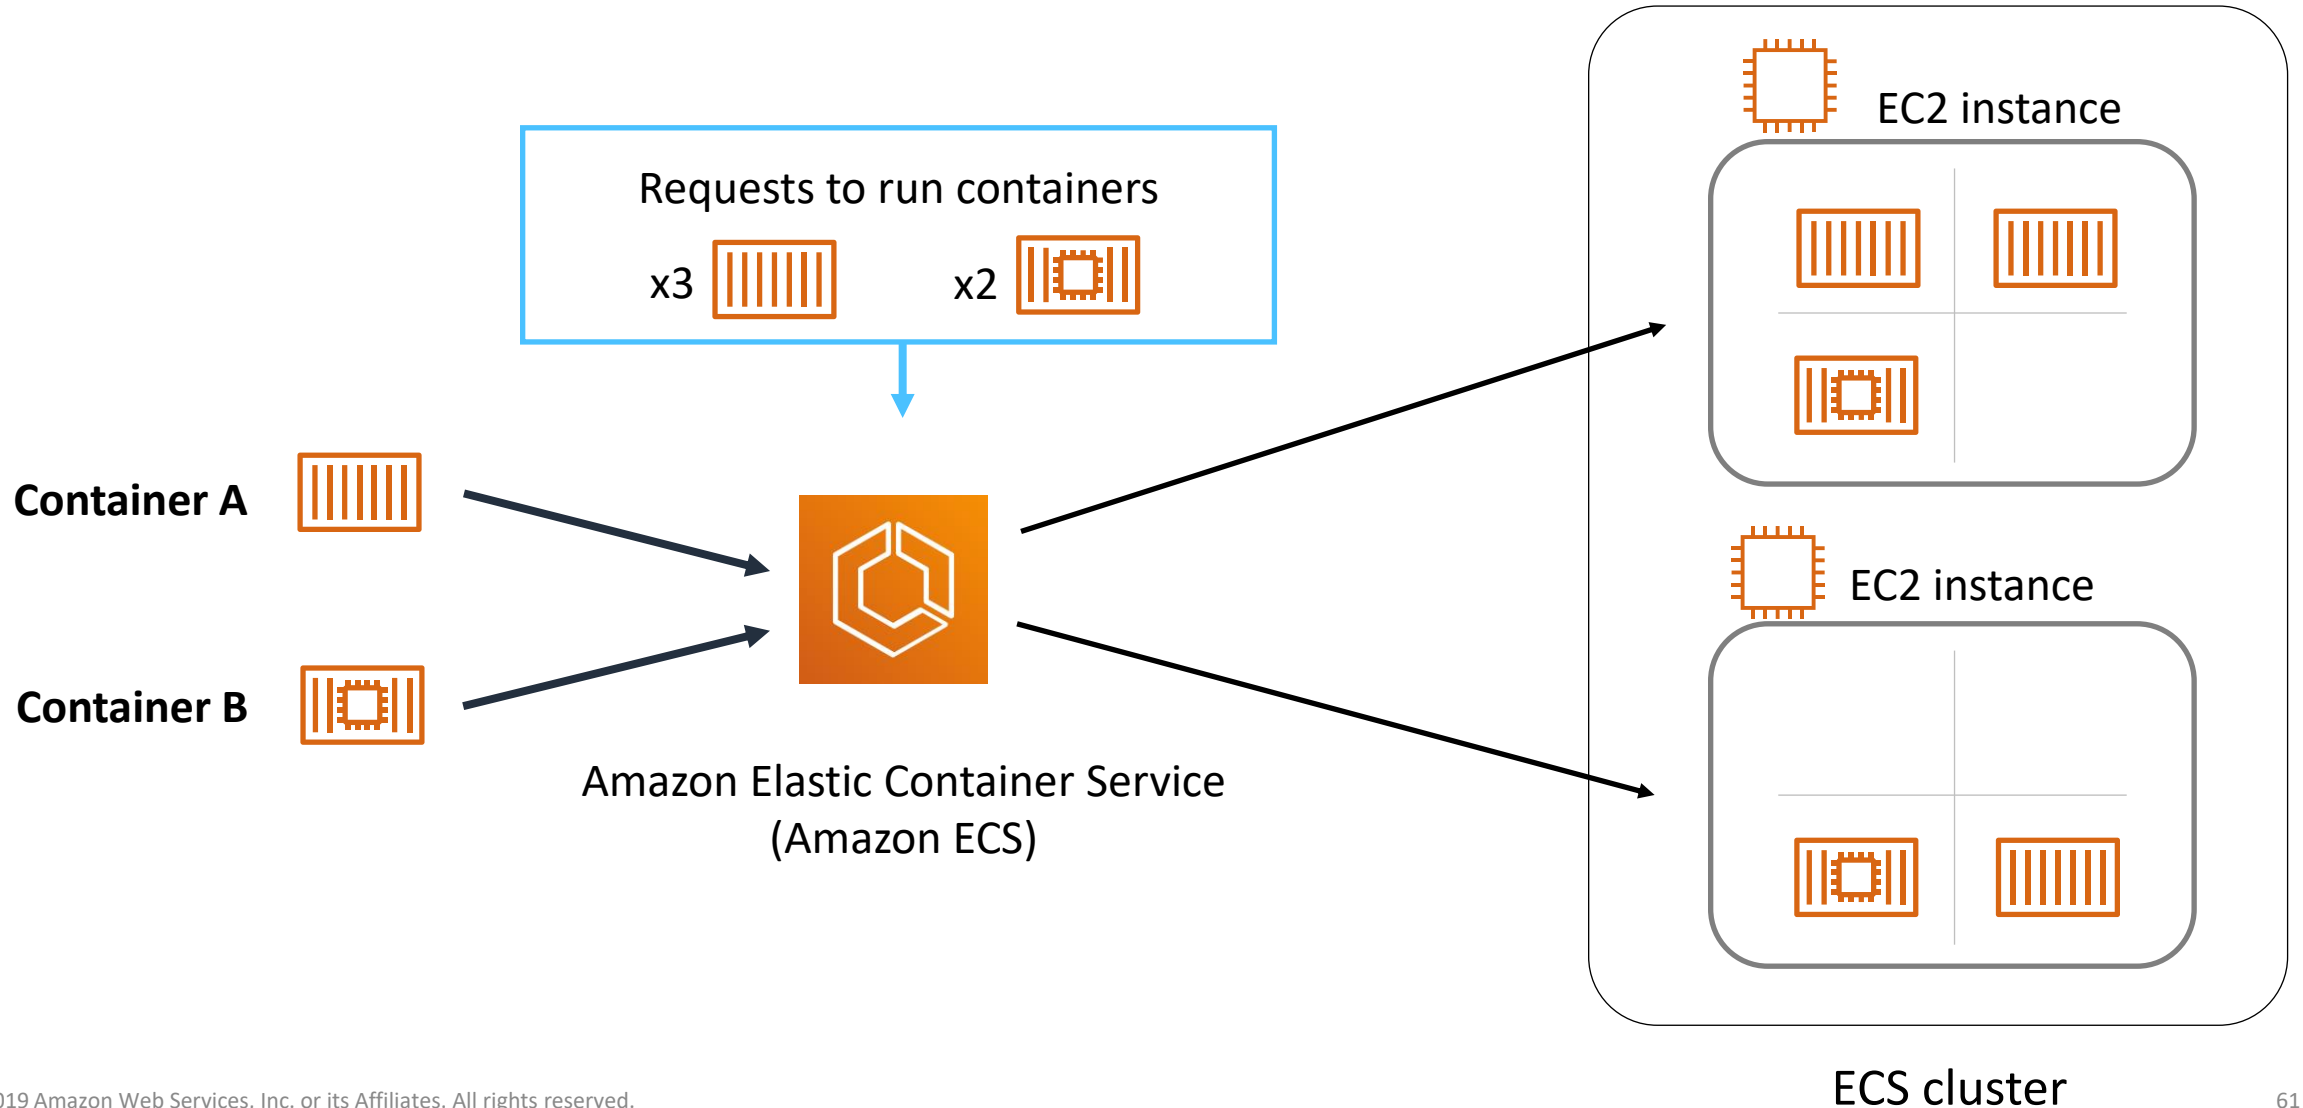 EC2 instance
Requests to run containers
x3
x2
Container A
EC2 instance
Container B
Amazon Elastic Container Service
(Amazon ECS)
ECS cluster
019 Amazon Web Services, Inc. or its Affiliates. All rights reserved.
61